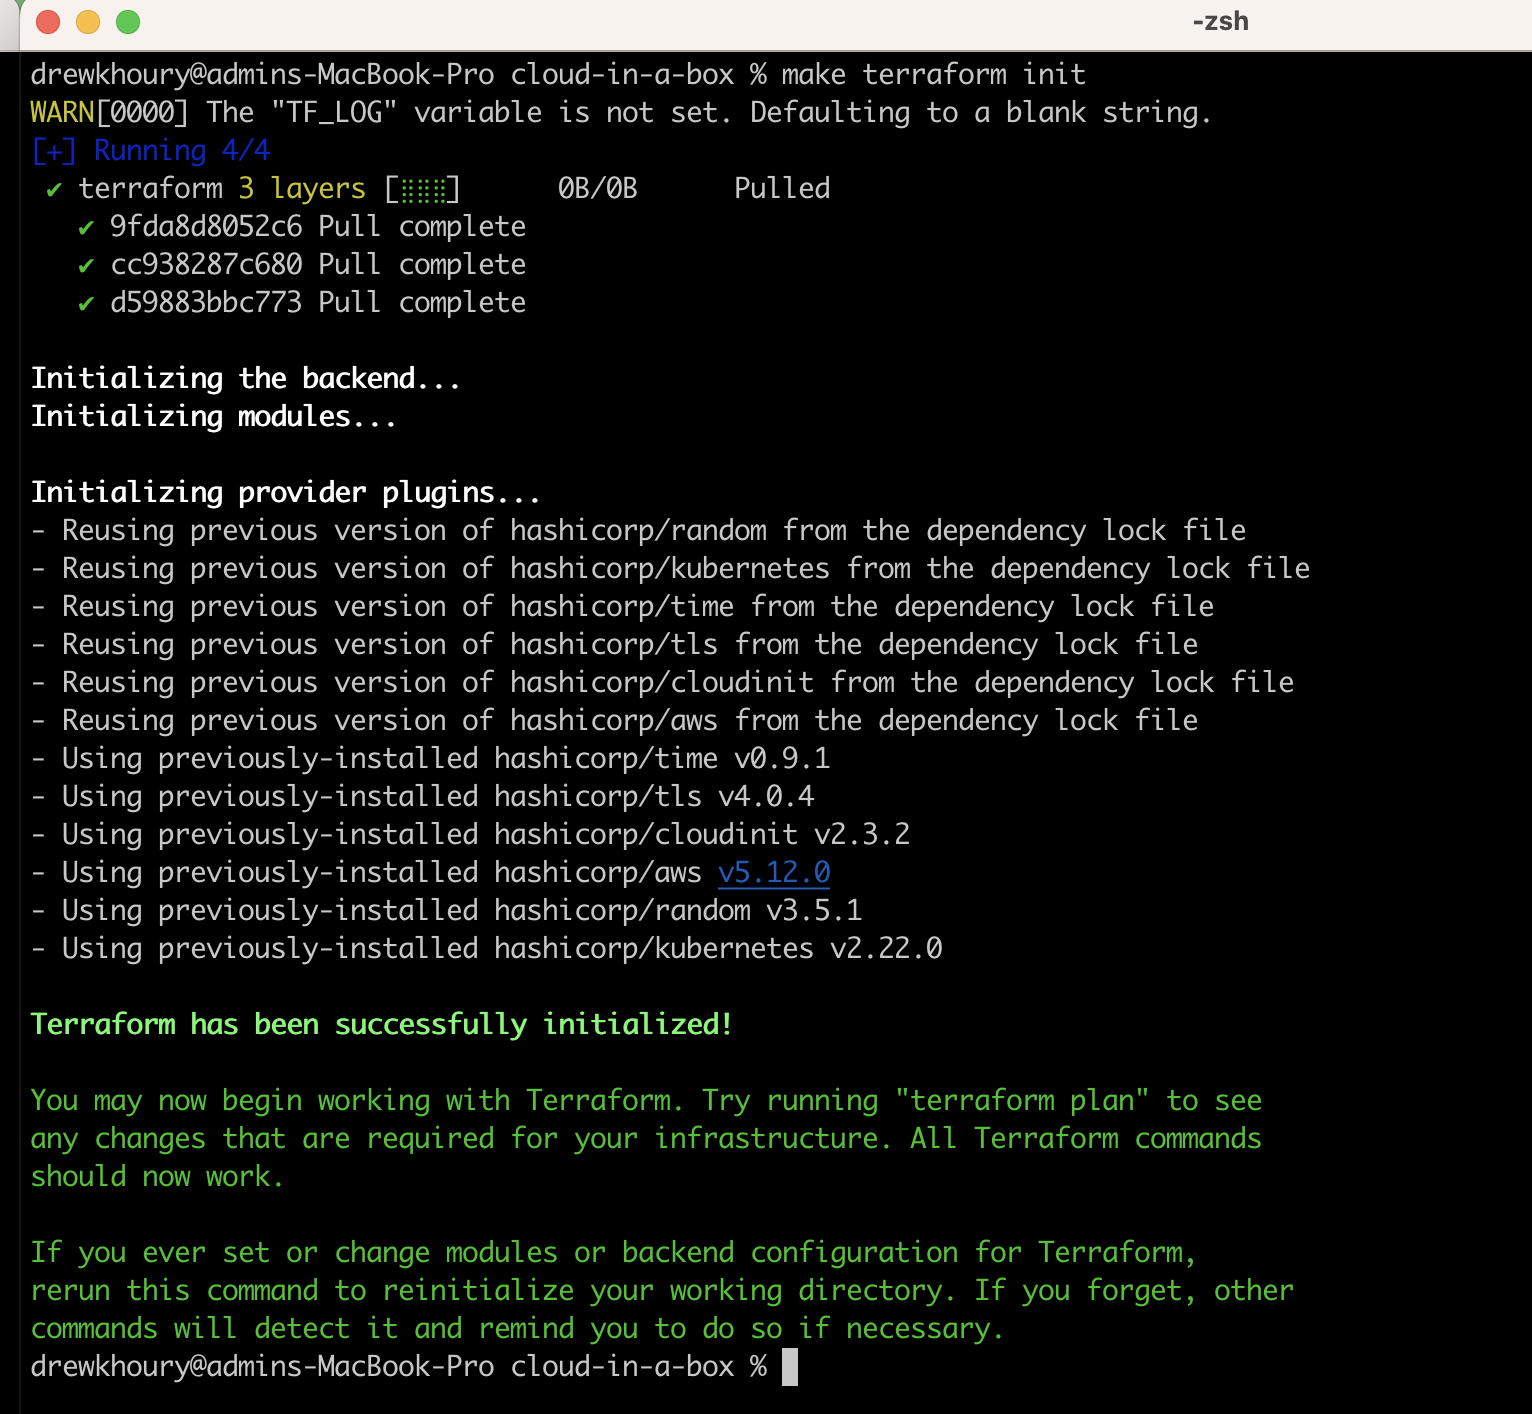 -zsh
drewkhoury@admins-MacBook-Pro cloud-in-a-box % make terraform init
WARN[0000] The "TF_LOG" variable is not set. Defaulting to a blank string.
[+] Running 4/4
✔ terraform 3 layers [⣿⣿⣿]      0B/0B      Pulled
✔ 9fda8d8052c6 Pull complete
✔ cc938287c680 Pull complete
✔ d59883bbc773 Pull complete
Initializing the backend...
Initializing modules...
Initializing provider plugins...
- Reusing previous version of hashicorp/random from the dependency lock file
- Reusing previous version of hashicorp/kubernetes from the dependency lock file
- Reusing previous version of hashicorp/time from the dependency lock file
- Reusing previous version of hashicorp/tls from the dependency lock file
- Reusing previous version of hashicorp/cloudinit from the dependency lock file
- Reusing previous version of hashicorp/aws from the dependency lock file
- Using previously-installed hashicorp/time v0.9.1
- Using previously-installed hashicorp/tls v4.0.4
- Using previously-installed hashicorp/cloudinit v2.3.2
- Using previously-installed hashicorp/aws v5.12.0
- Using previously-installed hashicorp/random v3.5.1
- Using previously-installed hashicorp/kubernetes v2.22.0
Terraform has been successfully initialized!
You may now begin working with Terraform. Try running "terraform plan" to see
any changes that are required for your infrastructure. All Terraform commands
should now work.
If you ever set or change modules or backend configuration for Terraform,
rerun this command to reinitialize your working directory. If you forget, other
commands will detect it and remind you to do so if necessary.
drewkhoury@admins-MacBook-Pro cloud-in-a-box %